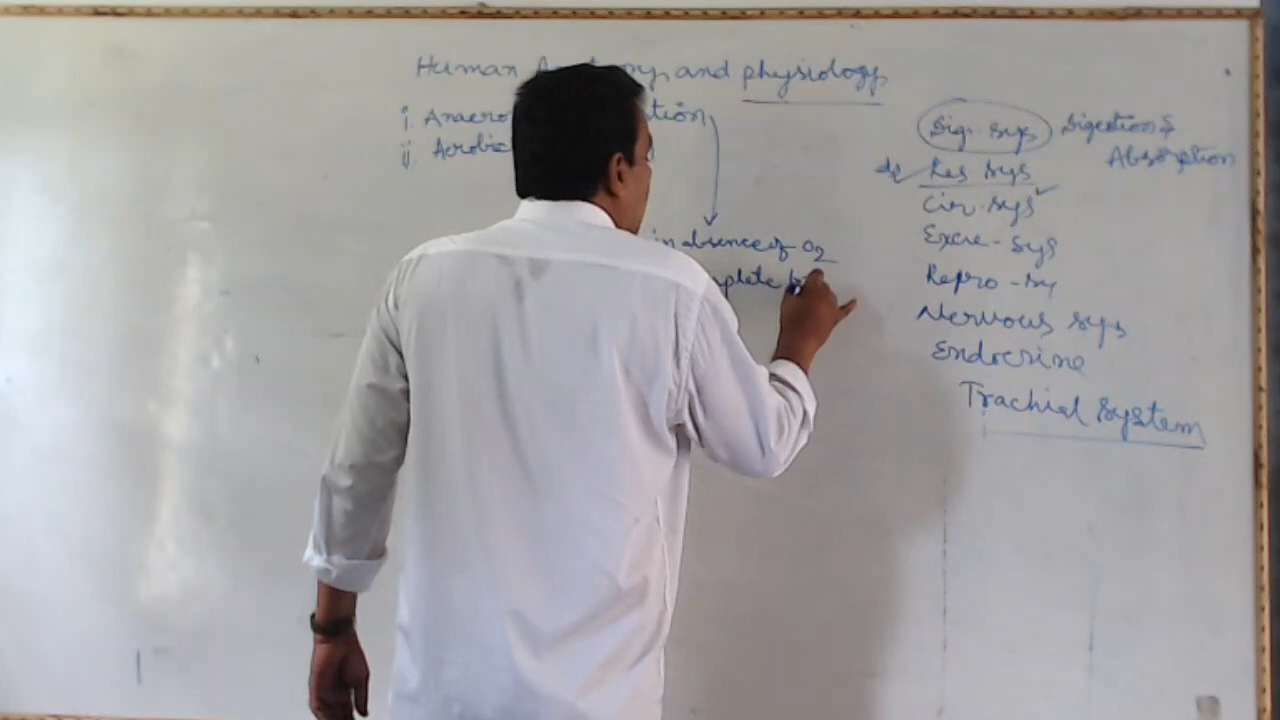 Human Anatomy and physiology
i. Anaero tion
ii Aerobic
in absence of O2
plete b
Dig. sys Digestion &
Absorption
Res sys
Cir-sys
Excre-sys
Repro-sy
Nervous sys
Endocrine
Trachial system